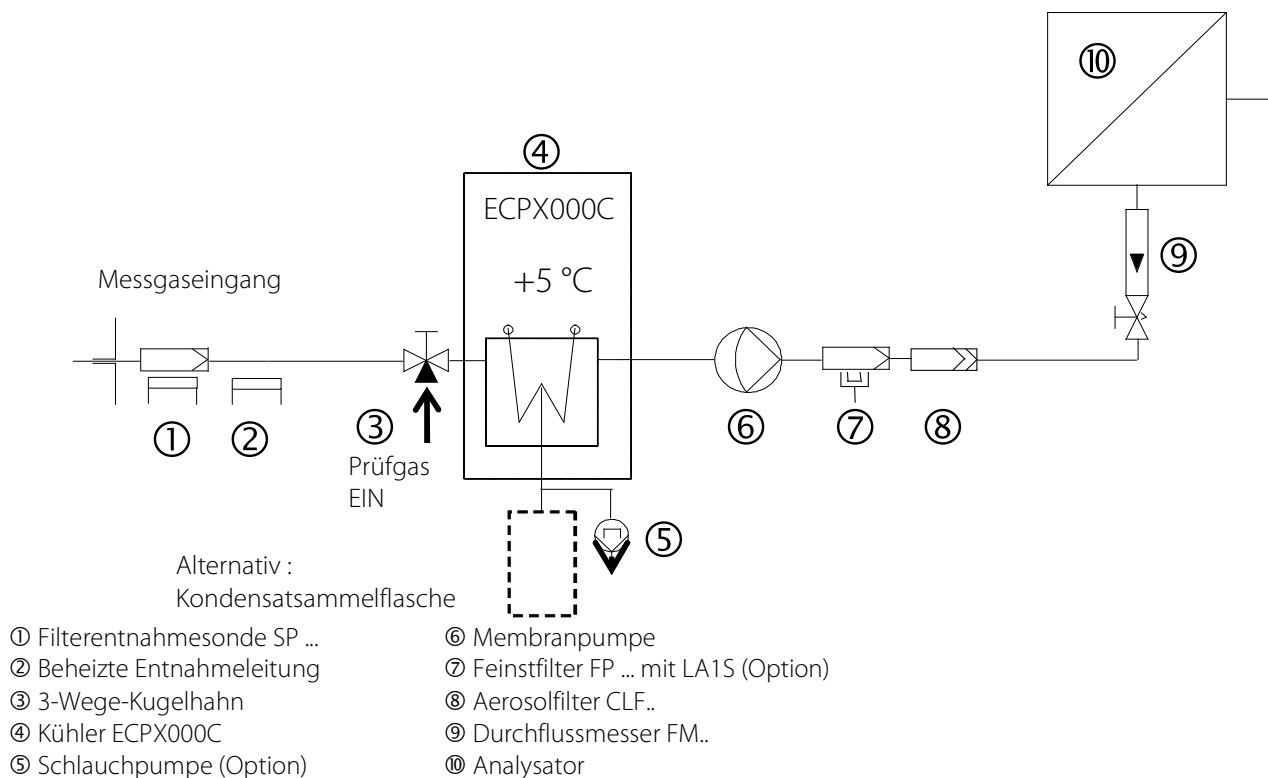 ⑩
④
ECPX000C
+5 °C
⑨
Messgaseingang
①
②
③
⑥
⑦
⑧
Prüfgas
EIN
⑤
Alternativ :
Kondensatsammelflasche
① Filterentnahmesonde SP ...
② Beheizte Entnahmeleitung
③ 3-Wege-Kugelhahn
④ Kühler ECPX000C
⑤ Schlauchpumpe (Option)
⑥ Membranpumpe
⑦ Feinstfilter FP ... mit LA1S (Option)
⑧ Aerosolfilter CLF..
⑨ Durchflussmesser FM..
⑩ Analysator